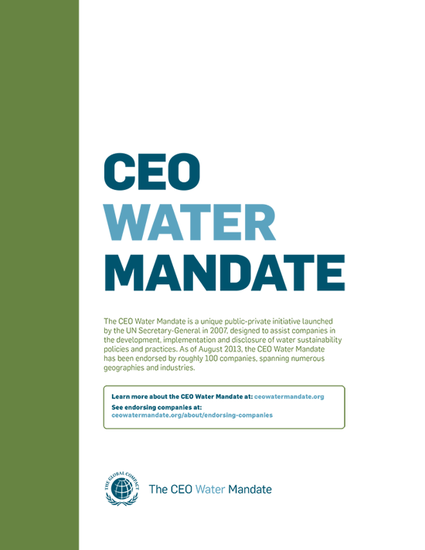 CEO
WATER
MANDATE
The CEO Water Mandate is a unique public-private initiative launched
by the UN Secretary-General in 2007, designed to assist companies in
the development, implementation and disclosure of water sustainability
policies and practices. As of August 2013, the CEO Water Mandate
has been endorsed by roughly 100 companies, spanning numerous
geographies and industries.
Learn more about the CEO Water Mandate at: ceowatermandate.org
See endorsing companies at:
ceowatermandate.org/about/endorsing-companies
THE GLOBAL COMPACT
The CEO Water Mandate